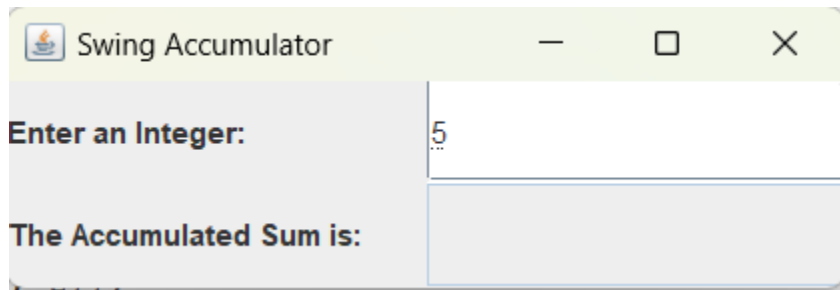 Swing Accumulator
Enter an Integer:
5
The Accumulated Sum is: